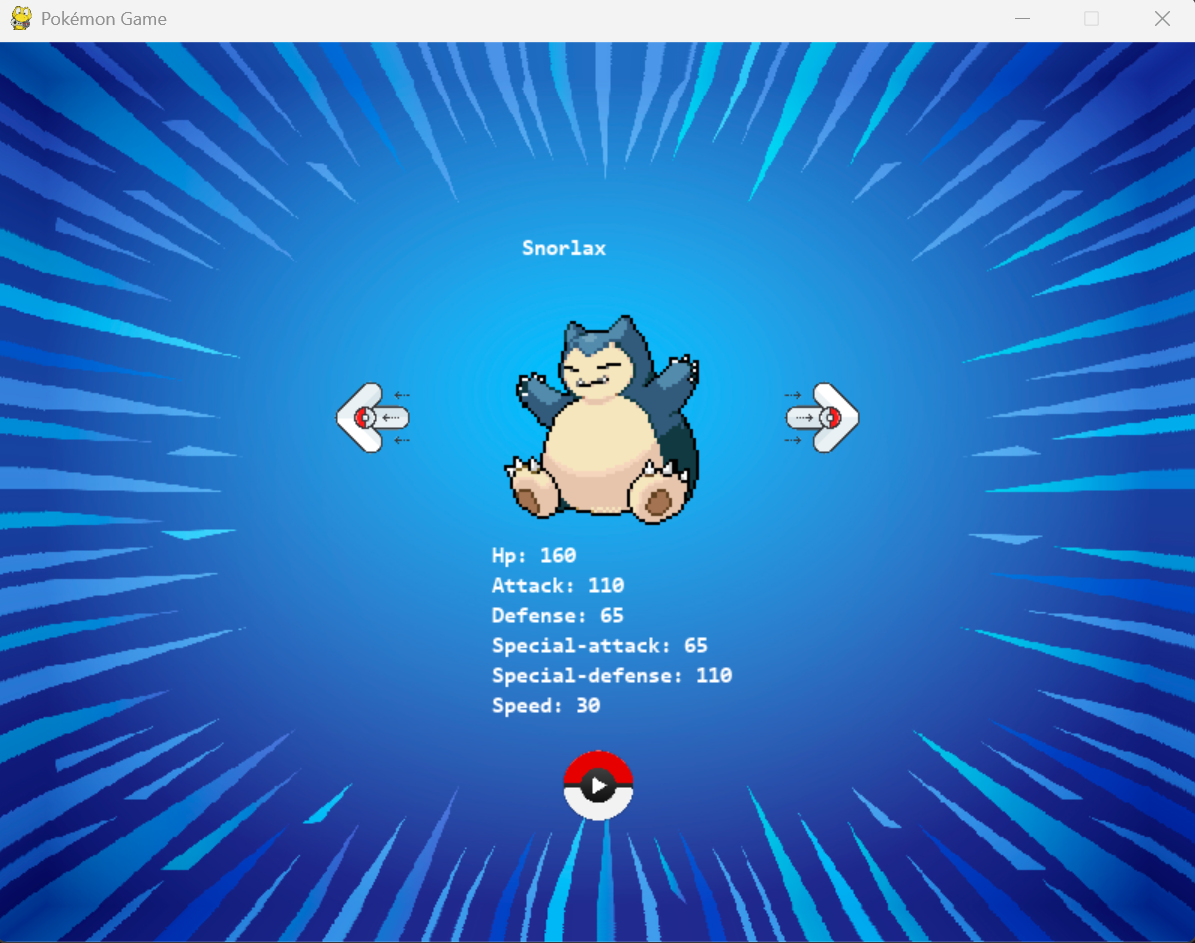 Pokémon Game
Snorlax
Hp: 160
Attack: 110
Defense: 65
Special-attack: 65
Special-defense: 110
Speed: 30